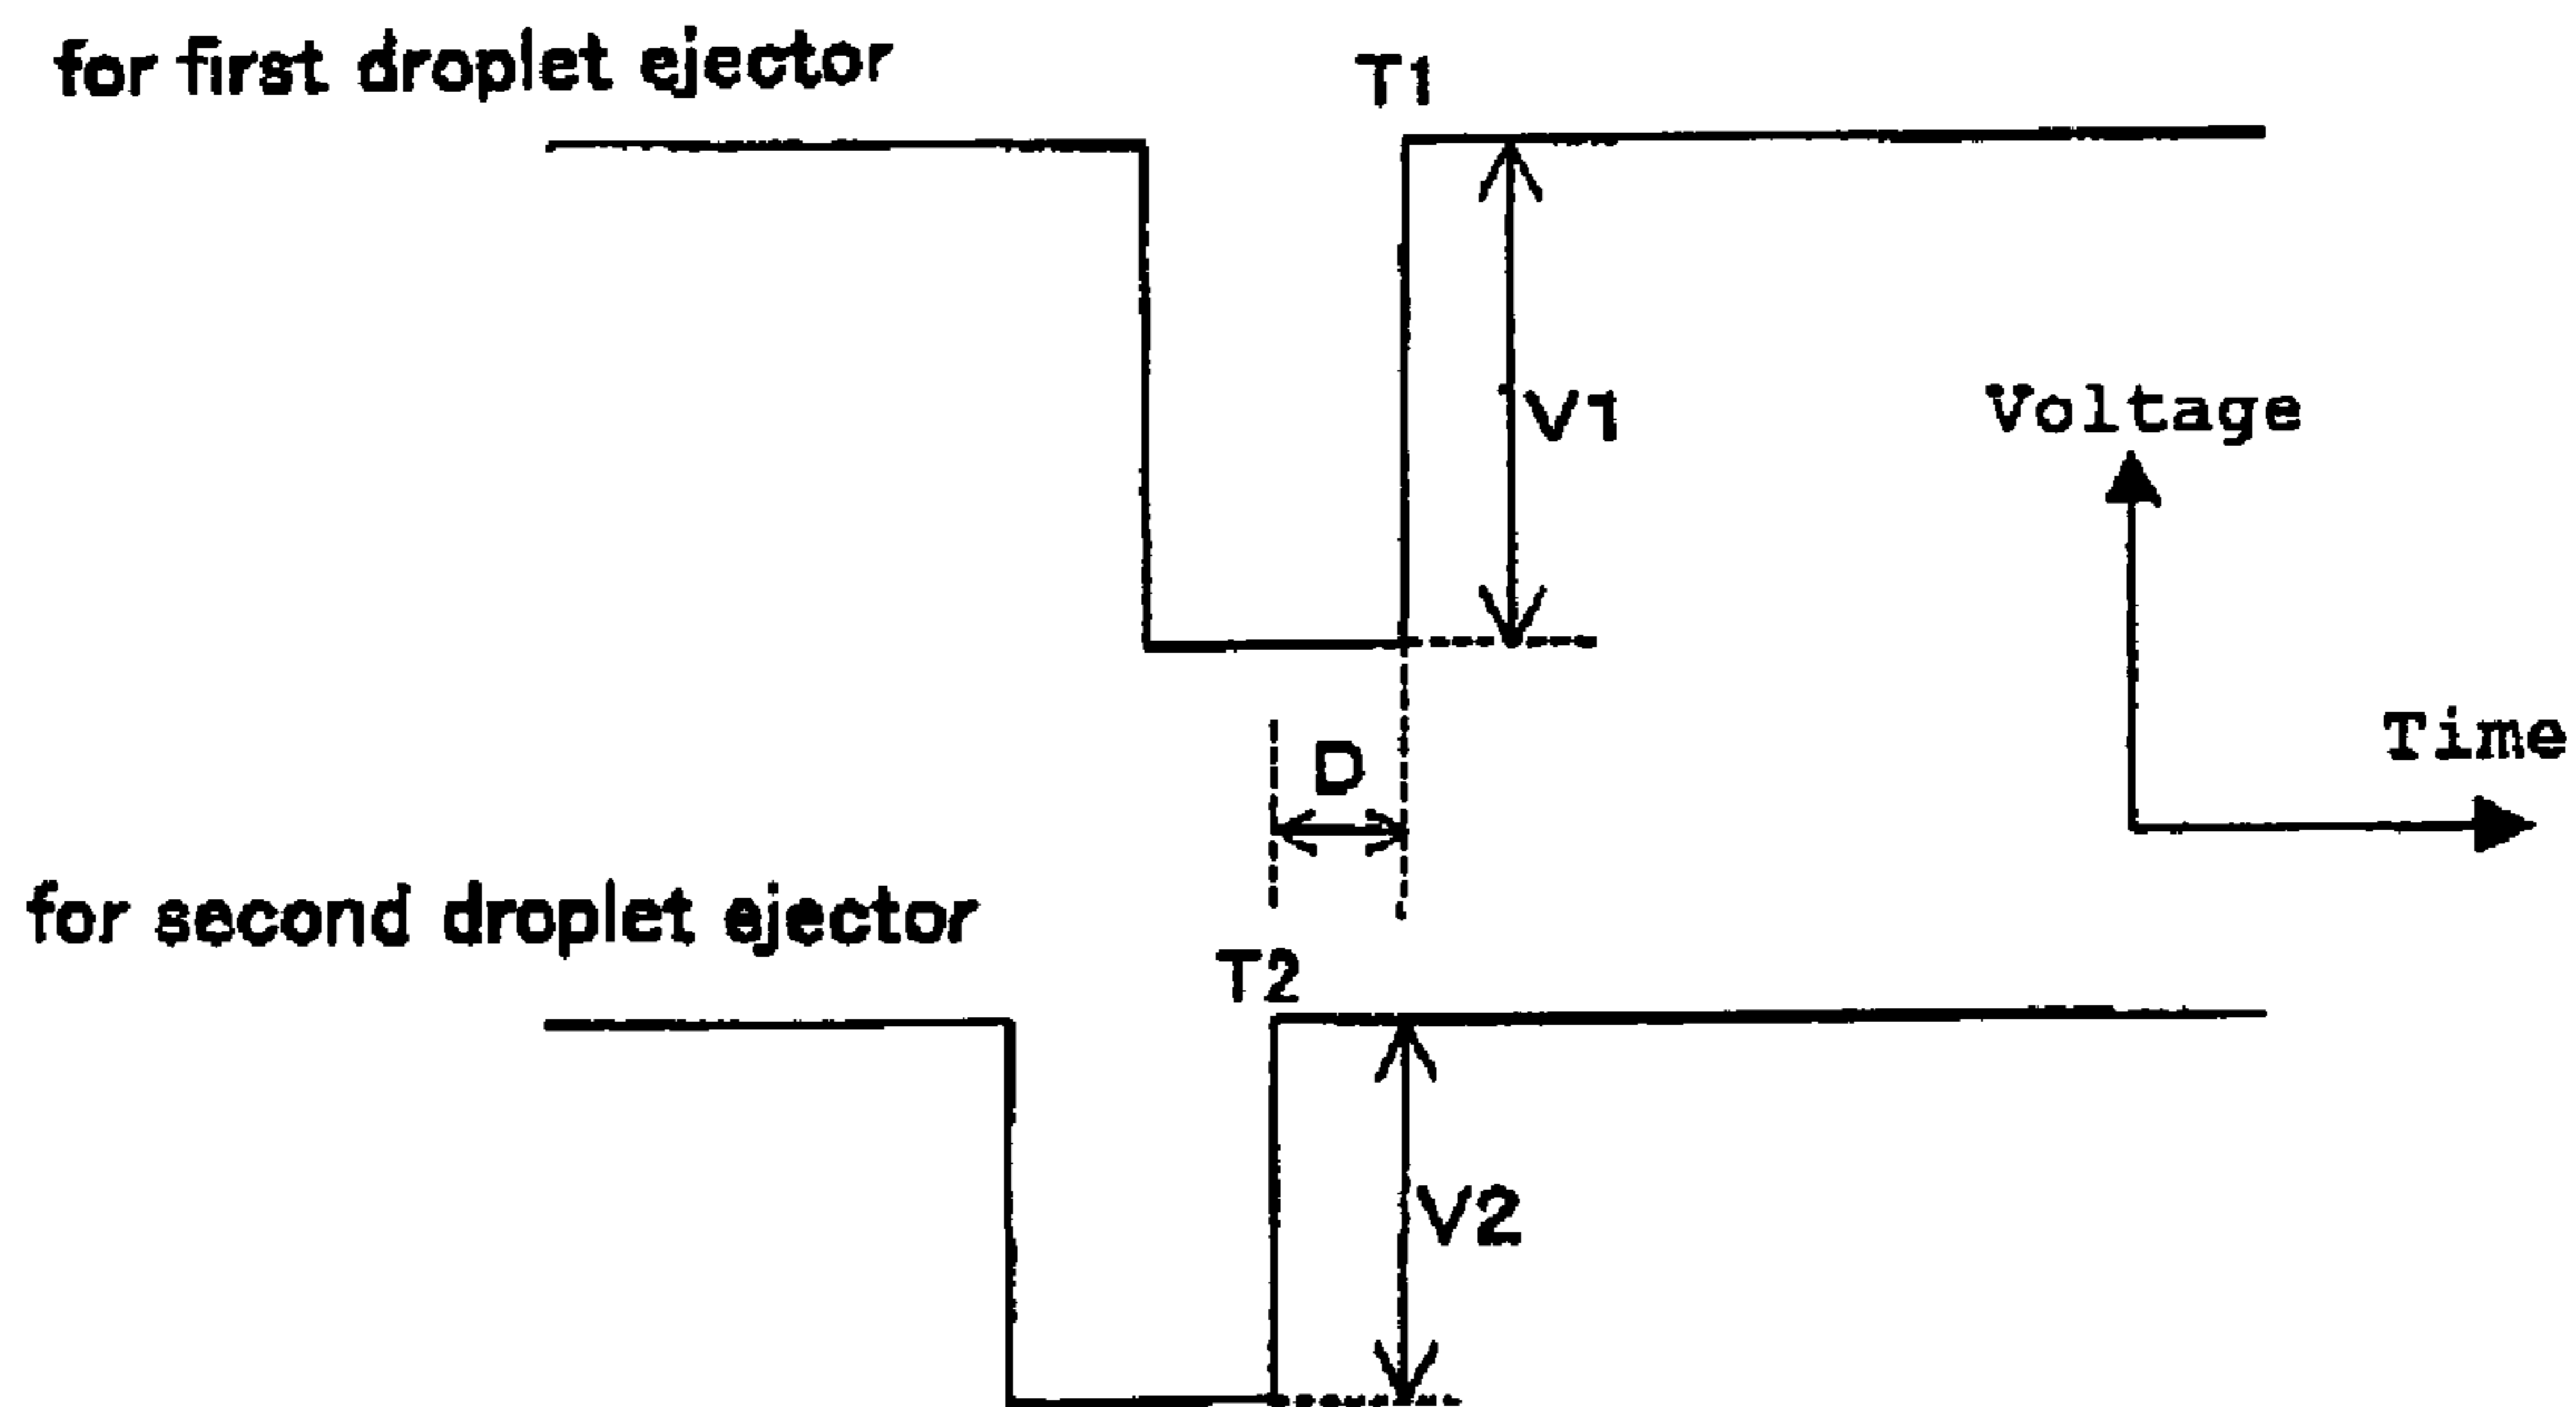 for first droplet ejector
T1
V1
Voltage
Time
D
for second droplet ejector
T2
V2